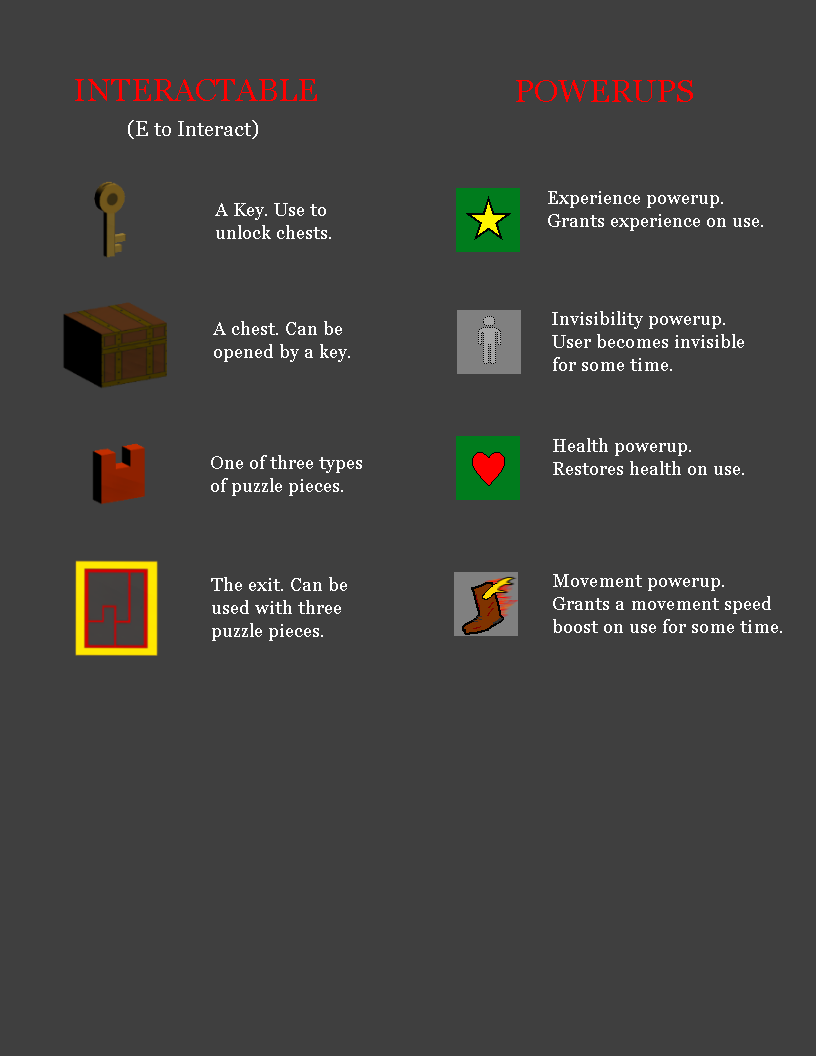 INTERACTABLE
(E to Interact)
A Key. Use to
unlock chests.
A chest. Can be
opened by a key.
One of three types
of puzzle pieces.
The exit. Can be
used with three
puzzle pieces.
POWERUPS
Experience powerup.
Grants experience on use.
Invisibility powerup.
User becomes invisible
for some time.
Health powerup.
Restores health on use.
Movement powerup.
Grants a movement speed
boost on use for some time.